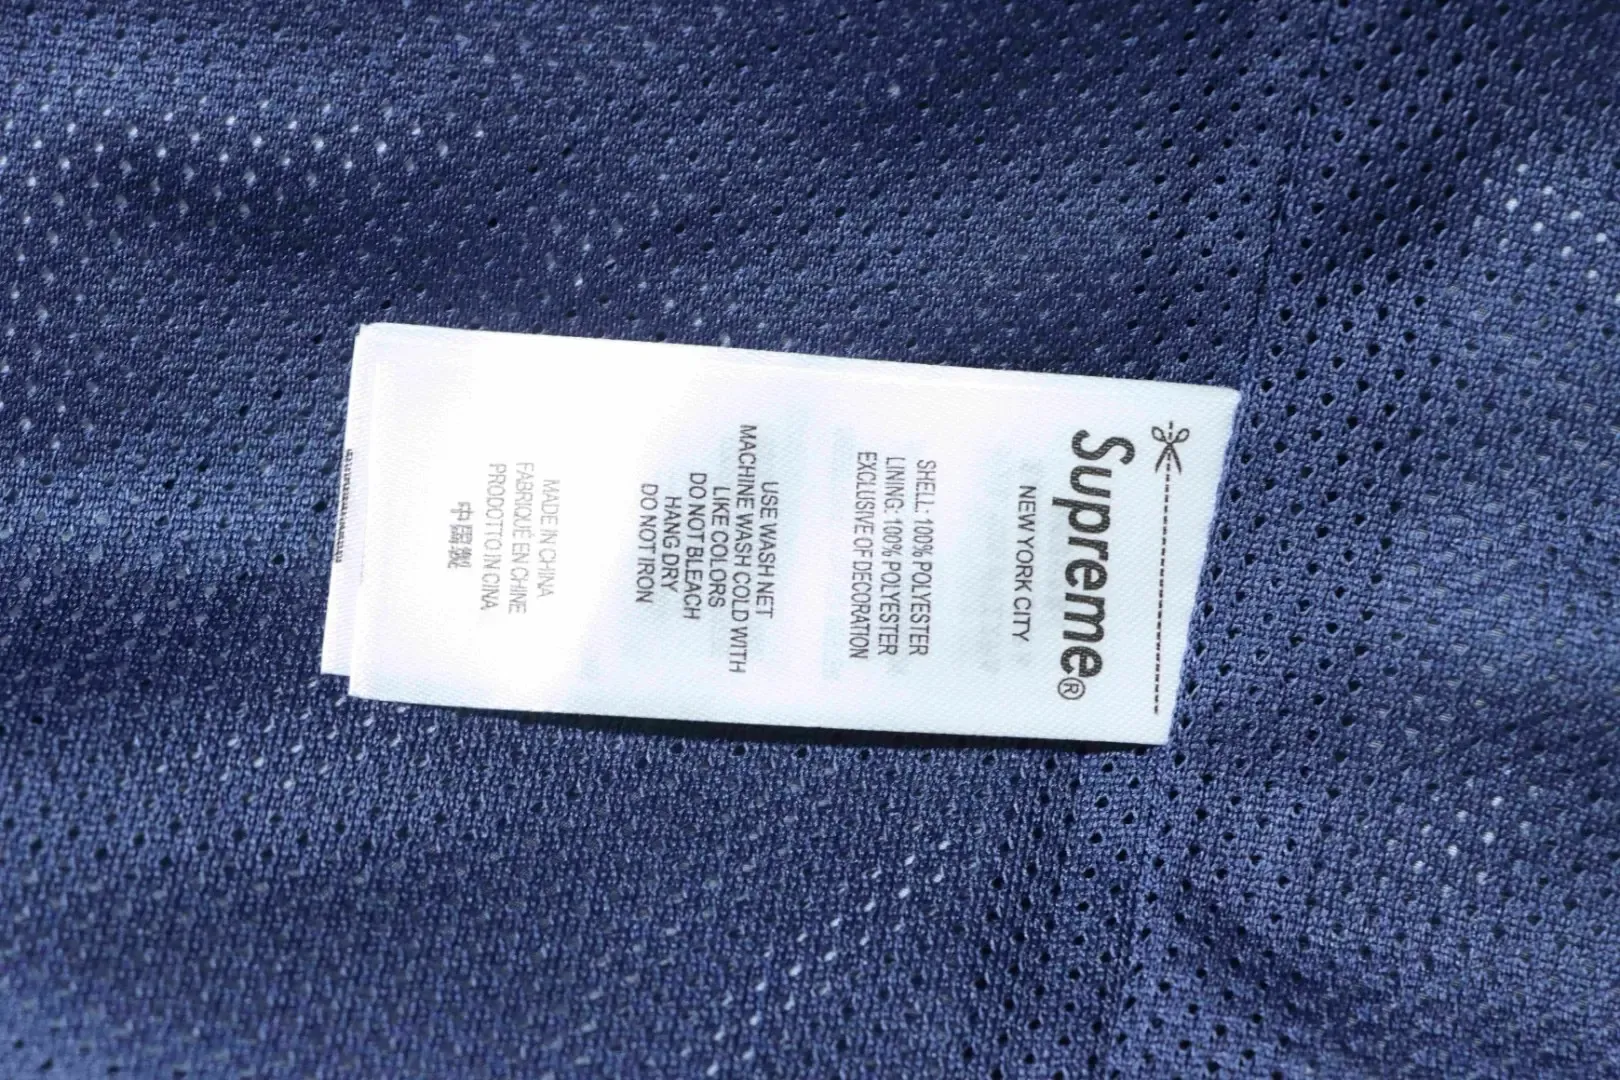 Supreme®
NEW YORK CITY
SHELL: 100% POLYESTER
LINING: 100% POLYESTER
EXCLUSIVE OF DECORATION
USE WASH NET
MACHINE WASH COLD WITH
LIKE COLORS
DO NOT BLEACH
HANG DRY
DO NOT IRON
MADE IN CHINA
FABRIQUÉ EN CHINE
PRODOTTO IN CINA
中國製